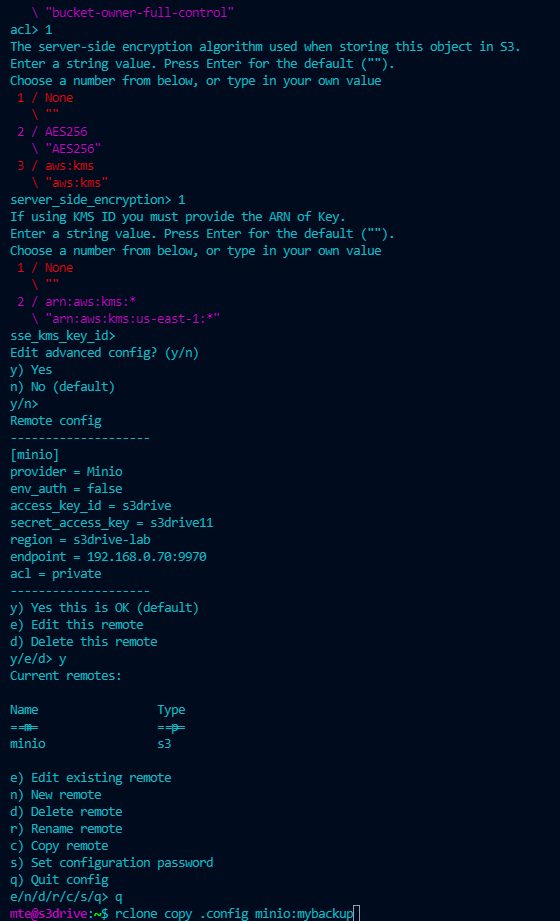 \ "bucket-owner-full-control"
acl> 1
The server-side encryption algorithm used when storing this object in S3.
Enter a string value. Press Enter for the default ("").
Choose a number from below, or type in your own value
1 / None
\ ""
2 / AES256
\ "AES256"
3 / aws:kms
\ "aws:kms"
server_side_encryption> 1
If using KMS ID you must provide the ARN of Key.
Enter a string value. Press Enter for the default ("").
Choose a number from below, or type in your own value
1 / None
\ ""
2 / arn:aws:kms:*
\ "arn:aws:kms:us-east-1:*"
sse_kms_key_id>
Edit advanced config? (y/n)
y) Yes
n) No (default)
y/n>
Remote config
--------------------
[minio]
provider = Minio
env_auth = false
access_key_id = s3drive
secret_access_key = s3drive11
region = s3drive-lab
endpoint = 192.168.0.70:9970
acl = private
--------------------
y) Yes this is OK (default)
e) Edit this remote
d) Delete this remote
y/e/d> y
Current remotes:
Name Type
==== ====
minio s3
e) Edit existing remote
n) New remote
d) Delete remote
r) Rename remote
c) Copy remote
s) Set configuration password
q) Quit config
e/n/d/r/c/s/q> q
mte@s3drive:~$ rclone copy .config minio:mybackup